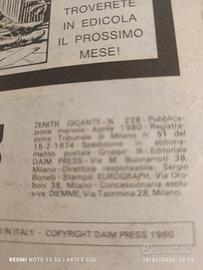 TROVERETE
IN EDICOLA
IL PROSSIMO
MESE!
ZENITH GIGANTE - N. 228 - Pubblica-
zione mensile - Aprile 1980 - Registra-
zione Tribunale di Milano n. 51 del
15-2-1974 - Spedizione in abbona-
mento postale - Gruppo III - Editoriale
DAIM PRESS - Via M. Buonarroti 38,
Milano - Direttore responsabile: Sergio
Bonelli - Stampa: EUROGRAPH, Via Oro-
boni 38, Milano - Concessionaria esclu-
siva: DIEMME, Via Taormina 28, Milano.
IN ITALY - COPYRIGHT DAIM PRESS 1980
REDMI NOTE 13 5G | ARTI E COL
18/01/2026 12:15